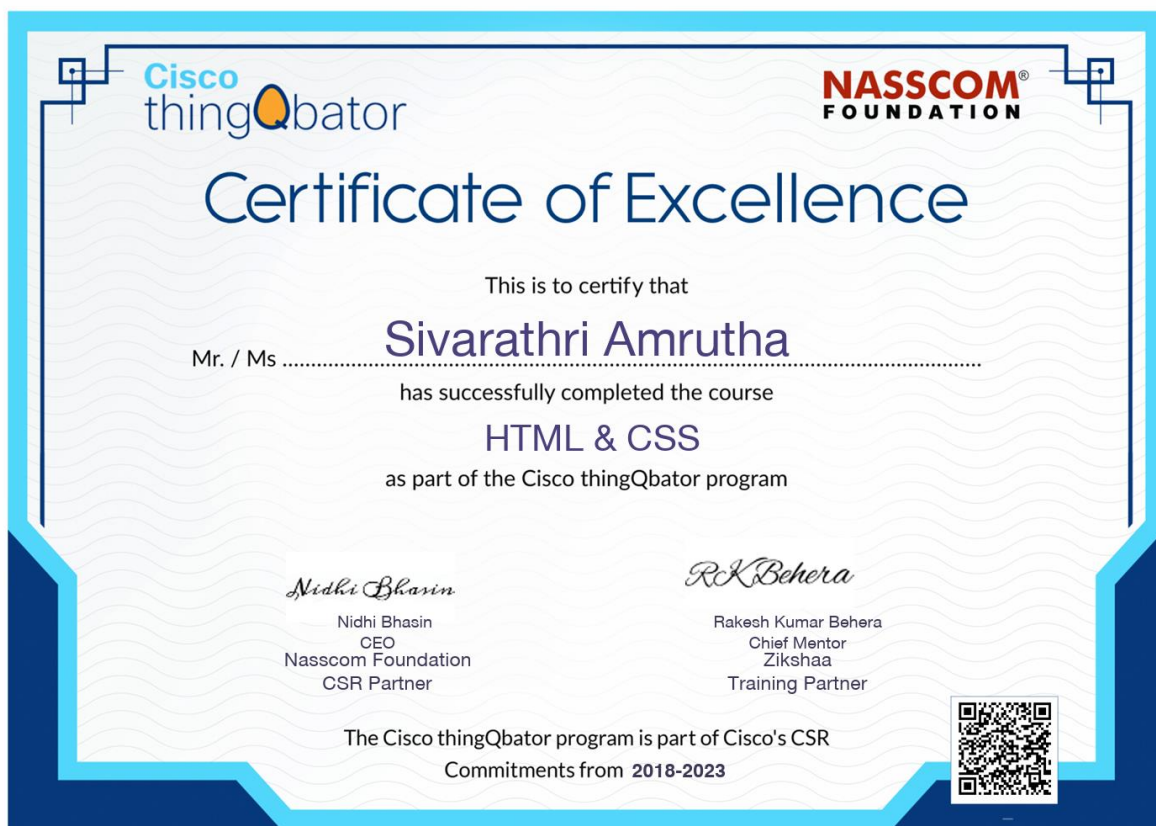 Cisco
thingQbator
NASSCOM®
FOUNDATION
Certificate of Excellence
This is to certify that
Mr. / Ms Sivarathri Amrutha
has successfully completed the course
HTML & CSS
as part of the Cisco thingQbator program
Nidhi Bhasin
Nidhi Bhasin
CEO
Nasscom Foundation
CSR Partner
RKBehera
Rakesh Kumar Behera
Chief Mentor
Zikshaa
Training Partner
The Cisco thingQbator program is part of Cisco's CSR
Commitments from 2018-2023